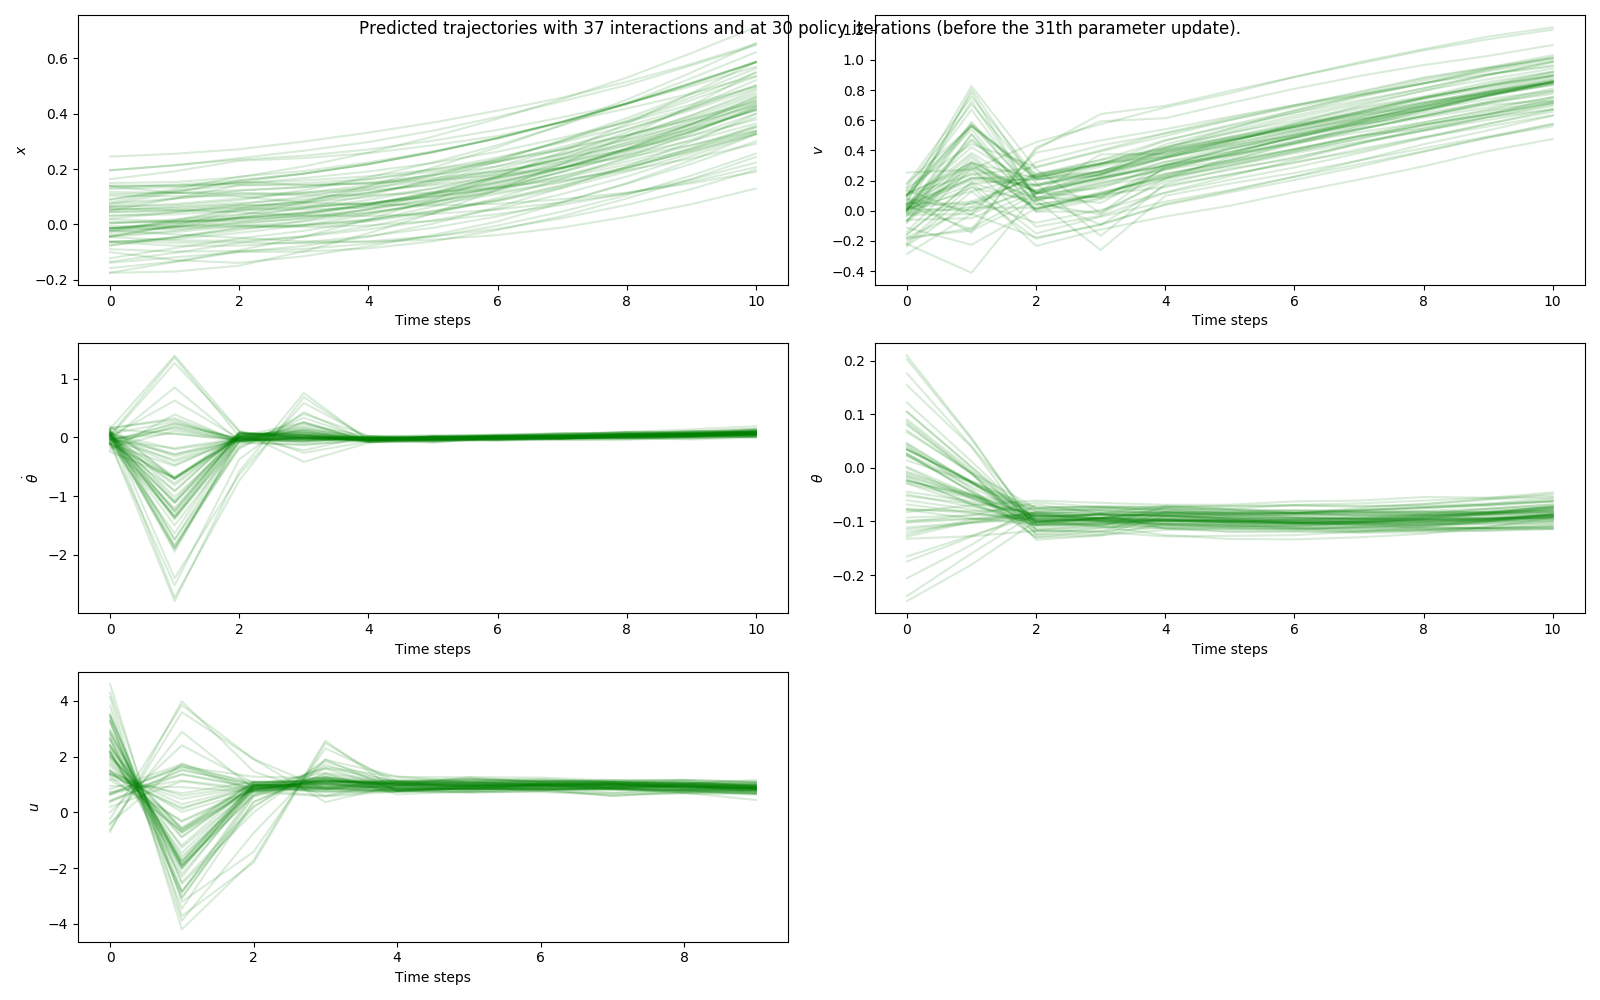 Predicted trajectories with 37 interactions and at 30 policy iterations (before the 31th parameter update).
0.6
0.4
0.2
0.0
−0.2
x
0 2 4 6 8 10
Time steps
1.2
1.0
0.8
0.6
0.4
0.2
0.0
−0.2
−0.4
v
0 2 4 6 8 10
Time steps
1
0
−1
−2
θ̇
0 2 4 6 8 10
Time steps
0.2
0.1
0.0
−0.1
−0.2
θ
0 2 4 6 8 10
Time steps
4
2
0
−2
−4
u
0 2 4 6 8
Time steps